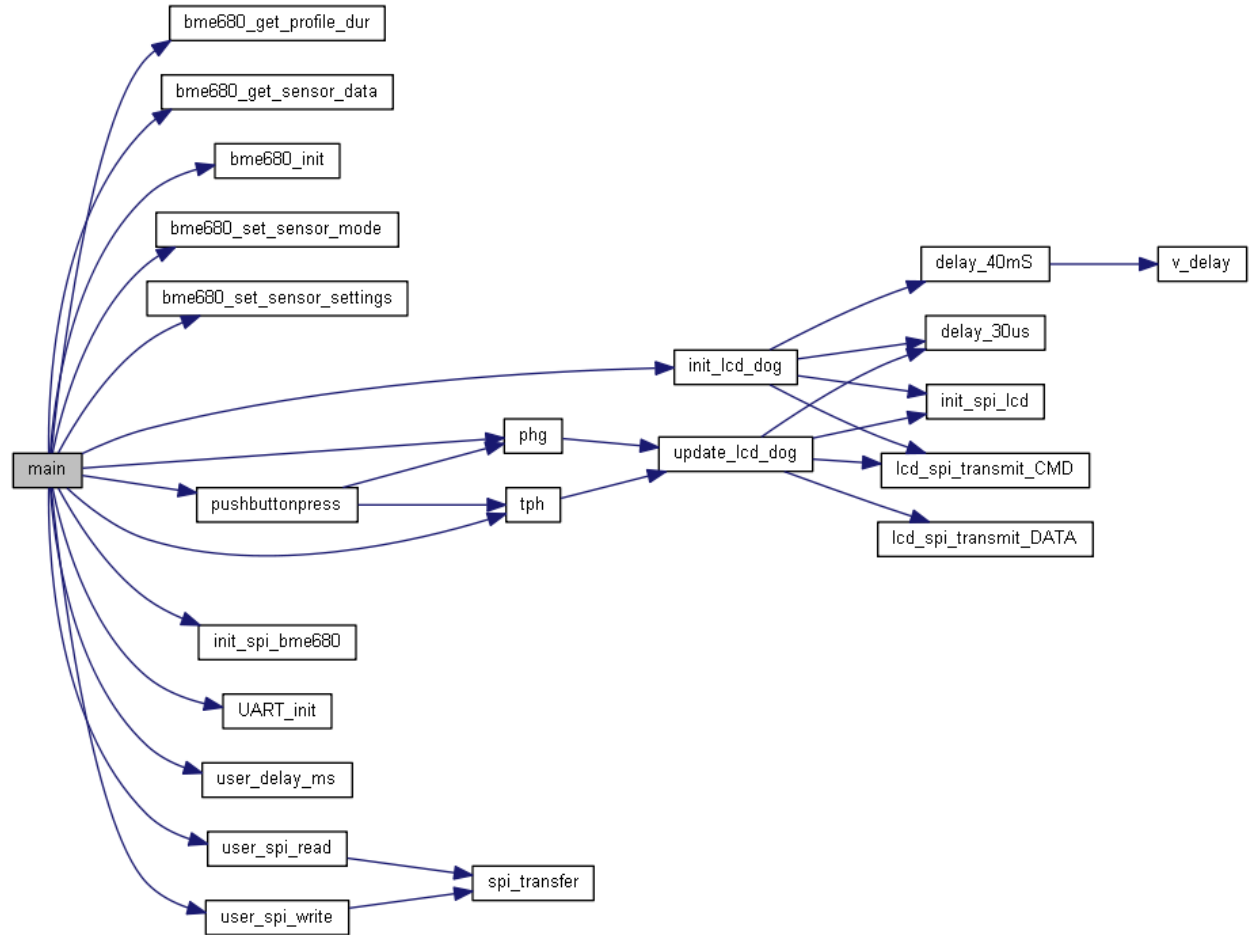 bme680_get_profile_dur
bme680_get_sensor_data
bme680_init
bme680_set_sensor_mode
bme680_set_sensor_settings
delay_40mS
v_delay
delay_30us
init_lcd_dog
init_spi_lcd
phg
update_lcd_dog
main
lcd_spi_transmit_CMD
pushbuttonpress
tph
lcd_spi_transmit_DATA
init_spi_bme680
UART_init
user_delay_ms
user_spi_read
spi_transfer
user_spi_write